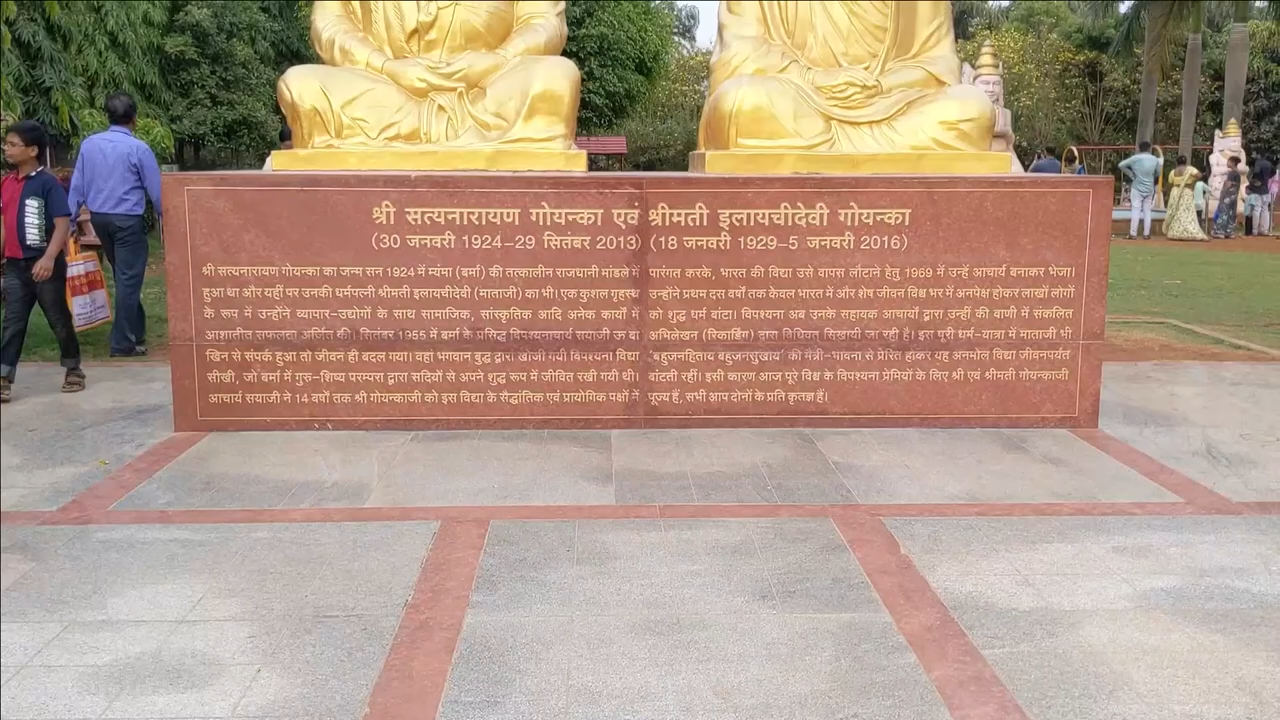 श्री सत्यनारायण गोयन्का एवं श्रीमती इलायचीदेवी गोयन्का
(30 जनवरी 1924–29 सितंबर 2013) (18 जनवरी 1929–5 जनवरी 2016)
श्री सत्यनारायण गोयन्का का जन्म सन 1924 में म्यंमा (बर्मा) की तत्कालीन राजधानी मांडले में
हुआ था और यहीं पर उनकी धर्मपत्नी श्रीमती इलायचीदेवी (माताजी) का भी। एक कुशल गृहस्थ
के रूप में उन्होंने व्यापार–उद्योगों के साथ सामाजिक, सांस्कृतिक आदि अनेक कार्यों में
आशातीत सफलता अर्जित की। सितंबर 1955 में बर्मा के प्रसिद्ध विपश्यनाचार्य सयाजी ऊ बा
खिन से संपर्क हुआ तो जीवन ही बदल गया। वहां भगवान बुद्ध द्वारा खोजी गयी विपश्यना विद्या
सीखी, जो बर्मा में गुरु–शिष्य परम्परा द्वारा सदियों से अपने शुद्ध रूप में जीवित रखी गयी थी।
आचार्य सयाजी ने 14 वर्षों तक श्री गोयन्काजी को इस विद्या के सैद्धांतिक एवं प्रायोगिक पक्षों में
पारंगत करके, भारत की विद्या उसे वापस लौटाने हेतु 1969 में उन्हें आचार्य बनाकर भेजा।
उन्होंने प्रथम दस वर्षों तक केवल भारत में और शेष जीवन विश्व भर में अनपेक्ष होकर लाखों लोगों
को शुद्ध धर्म बांटा। विपश्यना अब उनके सहायक आचार्यों द्वारा उन्हीं की वाणी में संकलित
अभिलेखन (रिकार्डिंग) द्वारा विधिवत् सिखायी जा रही है। इस पूरी धर्म–यात्रा में माताजी भी
'बहुजनहिताय बहुजनसुखाय' की मैत्री–भावना से प्रेरित होकर यह अनमोल विद्या जीवनपर्यंत
बांटती रहीं। इसी कारण आज पूरे विश्व के विपश्यना प्रेमियों के लिए श्री एवं श्रीमती गोयन्काजी
पूज्य हैं, सभी आप दोनों के प्रति कृतज्ञ हैं।